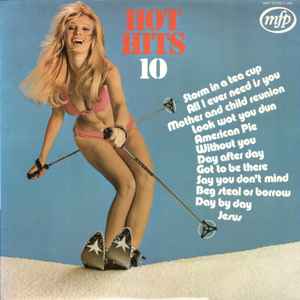 HOT
HITS
10
mfp
Storm in a tea cup
All I ever need is you
Mother and child reunion
Look wot you dun
American Pie
Without you
Day after day
Got to be there
Say you don't mind
Beg steal or borrow
Day by day
Jesus